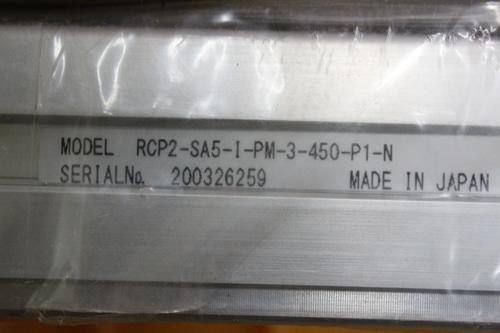 MODEL RCP2-SA5-I-PM-3-450-P1-N
SERIALNo. 200326259 MADE IN JAPAN